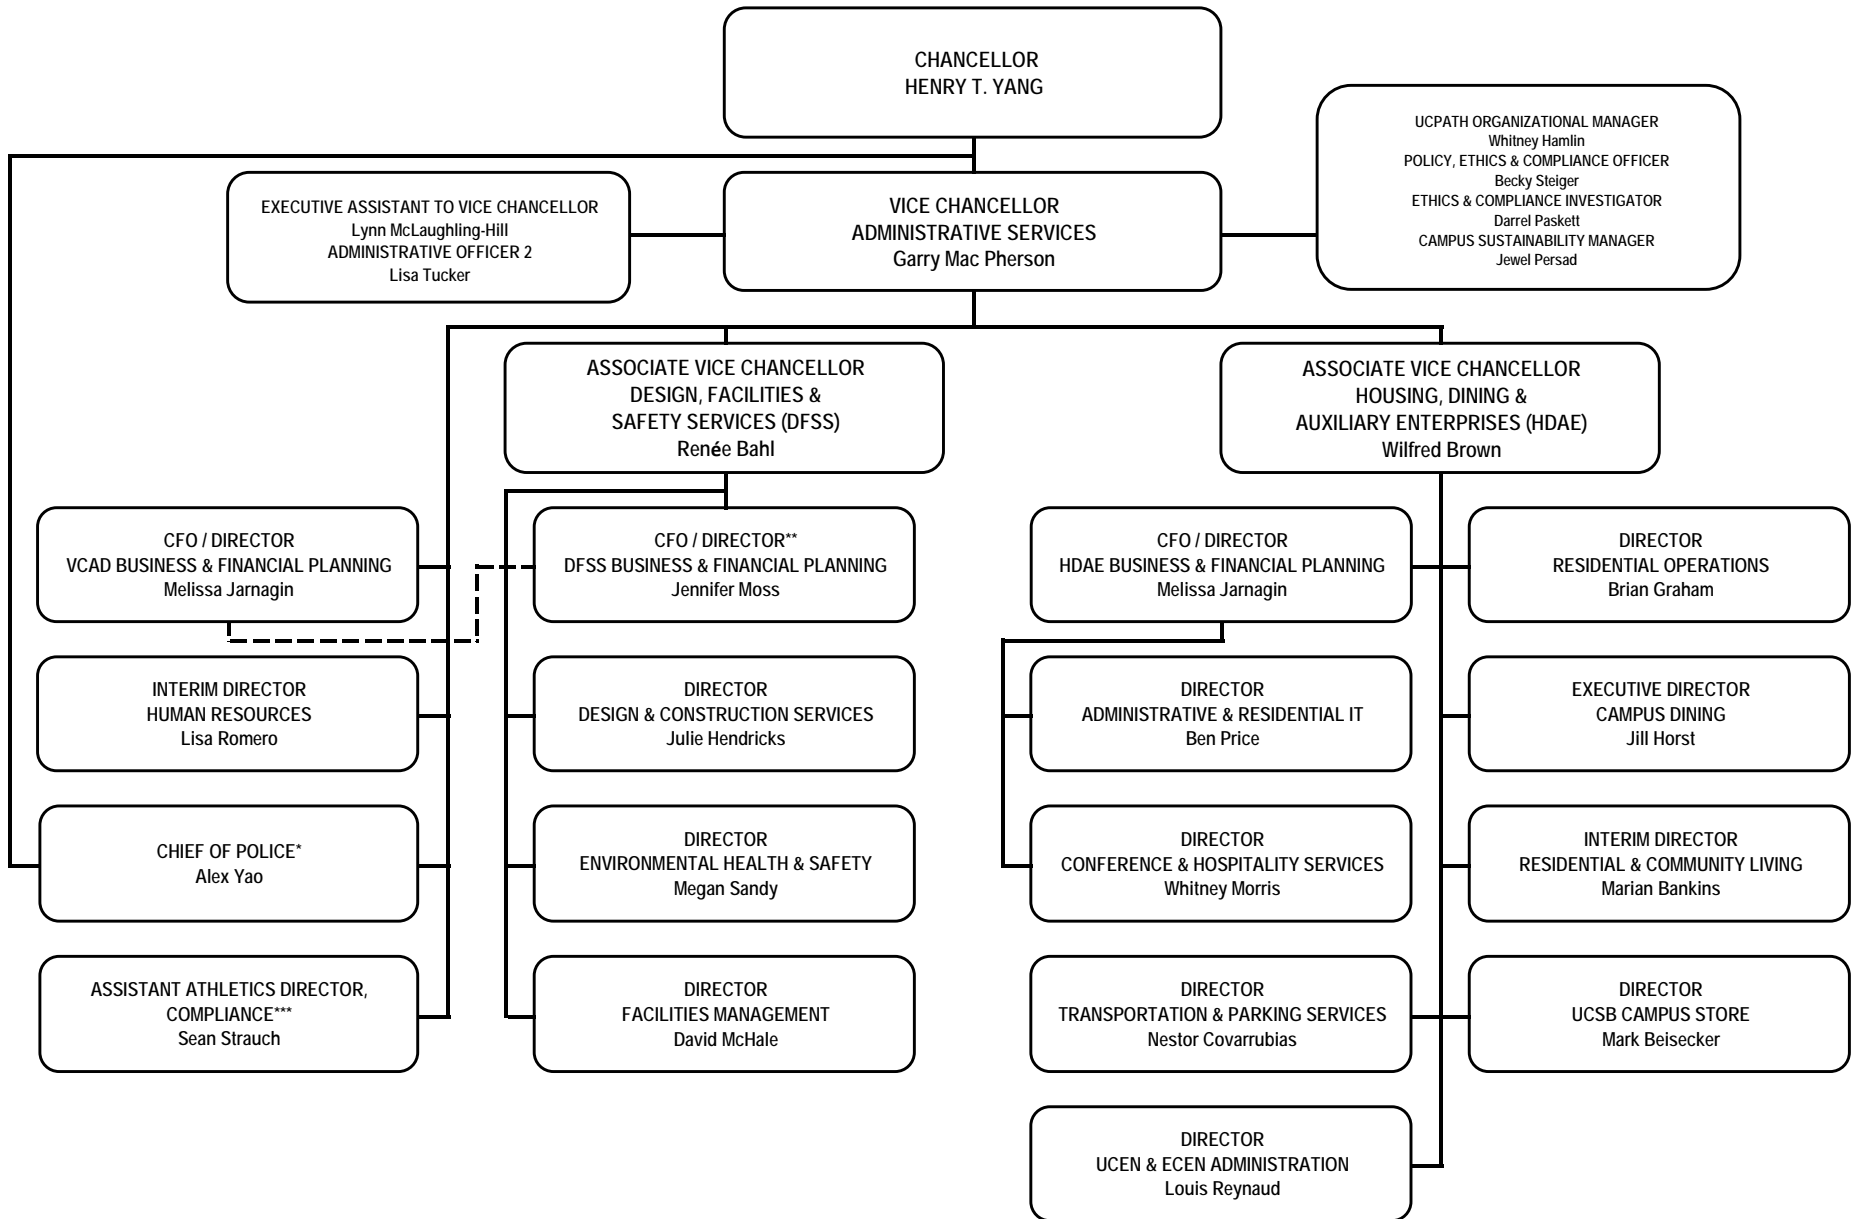 CHANCELLOR
HENRY T. YANG
UCPATH ORGANIZATIONAL MANAGER
Whitney Hamlin
POLICY, ETHICS & COMPLIANCE OFFICER
Becky Steiger
ETHICS & COMPLIANCE INVESTIGATOR
Darrel Paskett
CAMPUS SUSTAINABILITY MANAGER
Jewel Persad
EXECUTIVE ASSISTANT TO VICE CHANCELLOR
Lynn McLaughling-Hill
ADMINISTRATIVE OFFICER 2
Lisa Tucker
VICE CHANCELLOR
ADMINISTRATIVE SERVICES
Garry Mac Pherson
ASSOCIATE VICE CHANCELLOR
DESIGN, FACILITIES &
SAFETY SERVICES (DFSS)
Renée Bahl
ASSOCIATE VICE CHANCELLOR
HOUSING, DINING &
AUXILIARY ENTERPRISES (HDAE)
Wilfred Brown
CFO / DIRECTOR
VCAD BUSINESS & FINANCIAL PLANNING
Melissa Jarnagin
CFO / DIRECTOR**
DFSS BUSINESS & FINANCIAL PLANNING
Jennifer Moss
CFO / DIRECTOR
HDAE BUSINESS & FINANCIAL PLANNING
Melissa Jarnagin
DIRECTOR
RESIDENTIAL OPERATIONS
Brian Graham
INTERIM DIRECTOR
HUMAN RESOURCES
Lisa Romero
DIRECTOR
DESIGN & CONSTRUCTION SERVICES
Julie Hendricks
DIRECTOR
ADMINISTRATIVE & RESIDENTIAL IT
Ben Price
EXECUTIVE DIRECTOR
CAMPUS DINING
Jill Horst
CHIEF OF POLICE*
Alex Yao
DIRECTOR
ENVIRONMENTAL HEALTH & SAFETY
Megan Sandy
DIRECTOR
CONFERENCE & HOSPITALITY SERVICES
Whitney Morris
INTERIM DIRECTOR
RESIDENTIAL & COMMUNITY LIVING
Marian Bankins
ASSISTANT ATHLETICS DIRECTOR,
COMPLIANCE***
Sean Strauch
DIRECTOR
FACILITIES MANAGEMENT
David McHale
DIRECTOR
TRANSPORTATION & PARKING SERVICES
Nestor Covarrubias
DIRECTOR
UCSB CAMPUS STORE
Mark Beisecker
DIRECTOR
UCEN & ECEN ADMINISTRATION
Louis Reynaud